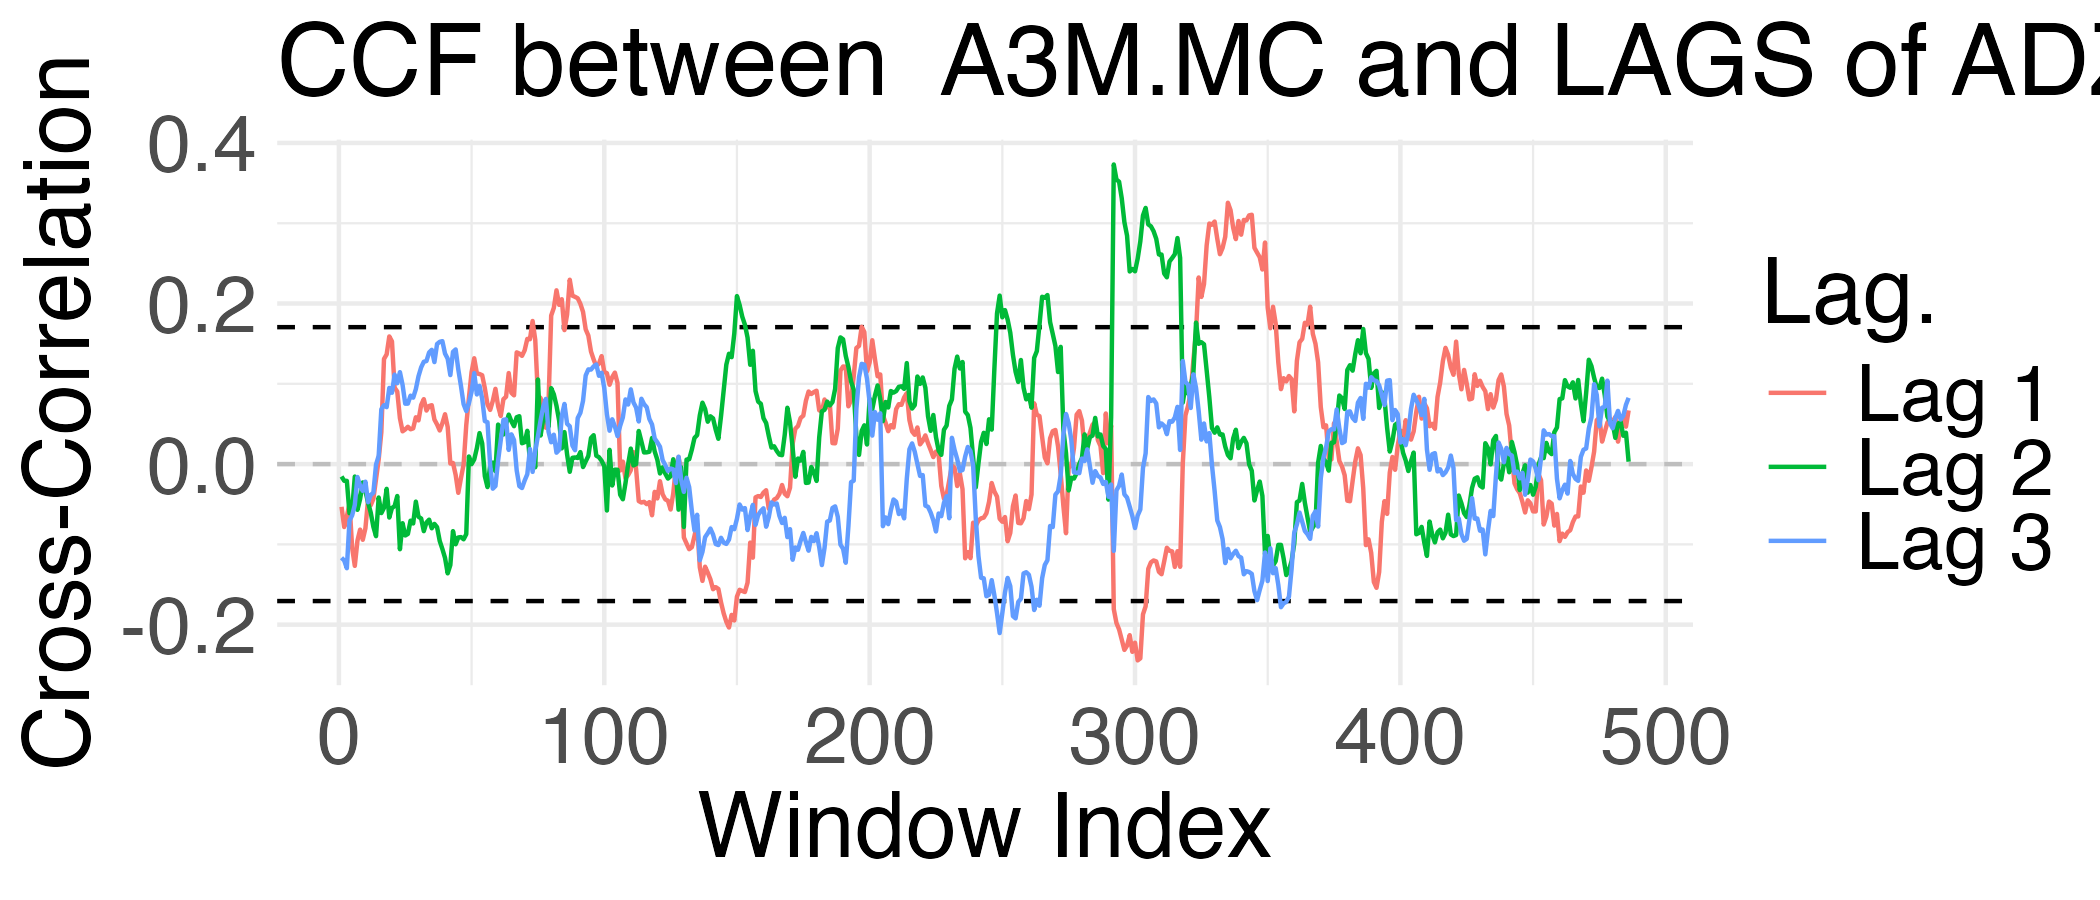 CCF between A3M.MC and LAGS of AD
Cross-Correlation
0.4
0.2
0.0
-0.2
0 100 200 300 400 500
Window Index
Lag.
Lag 1
Lag 2
Lag 3